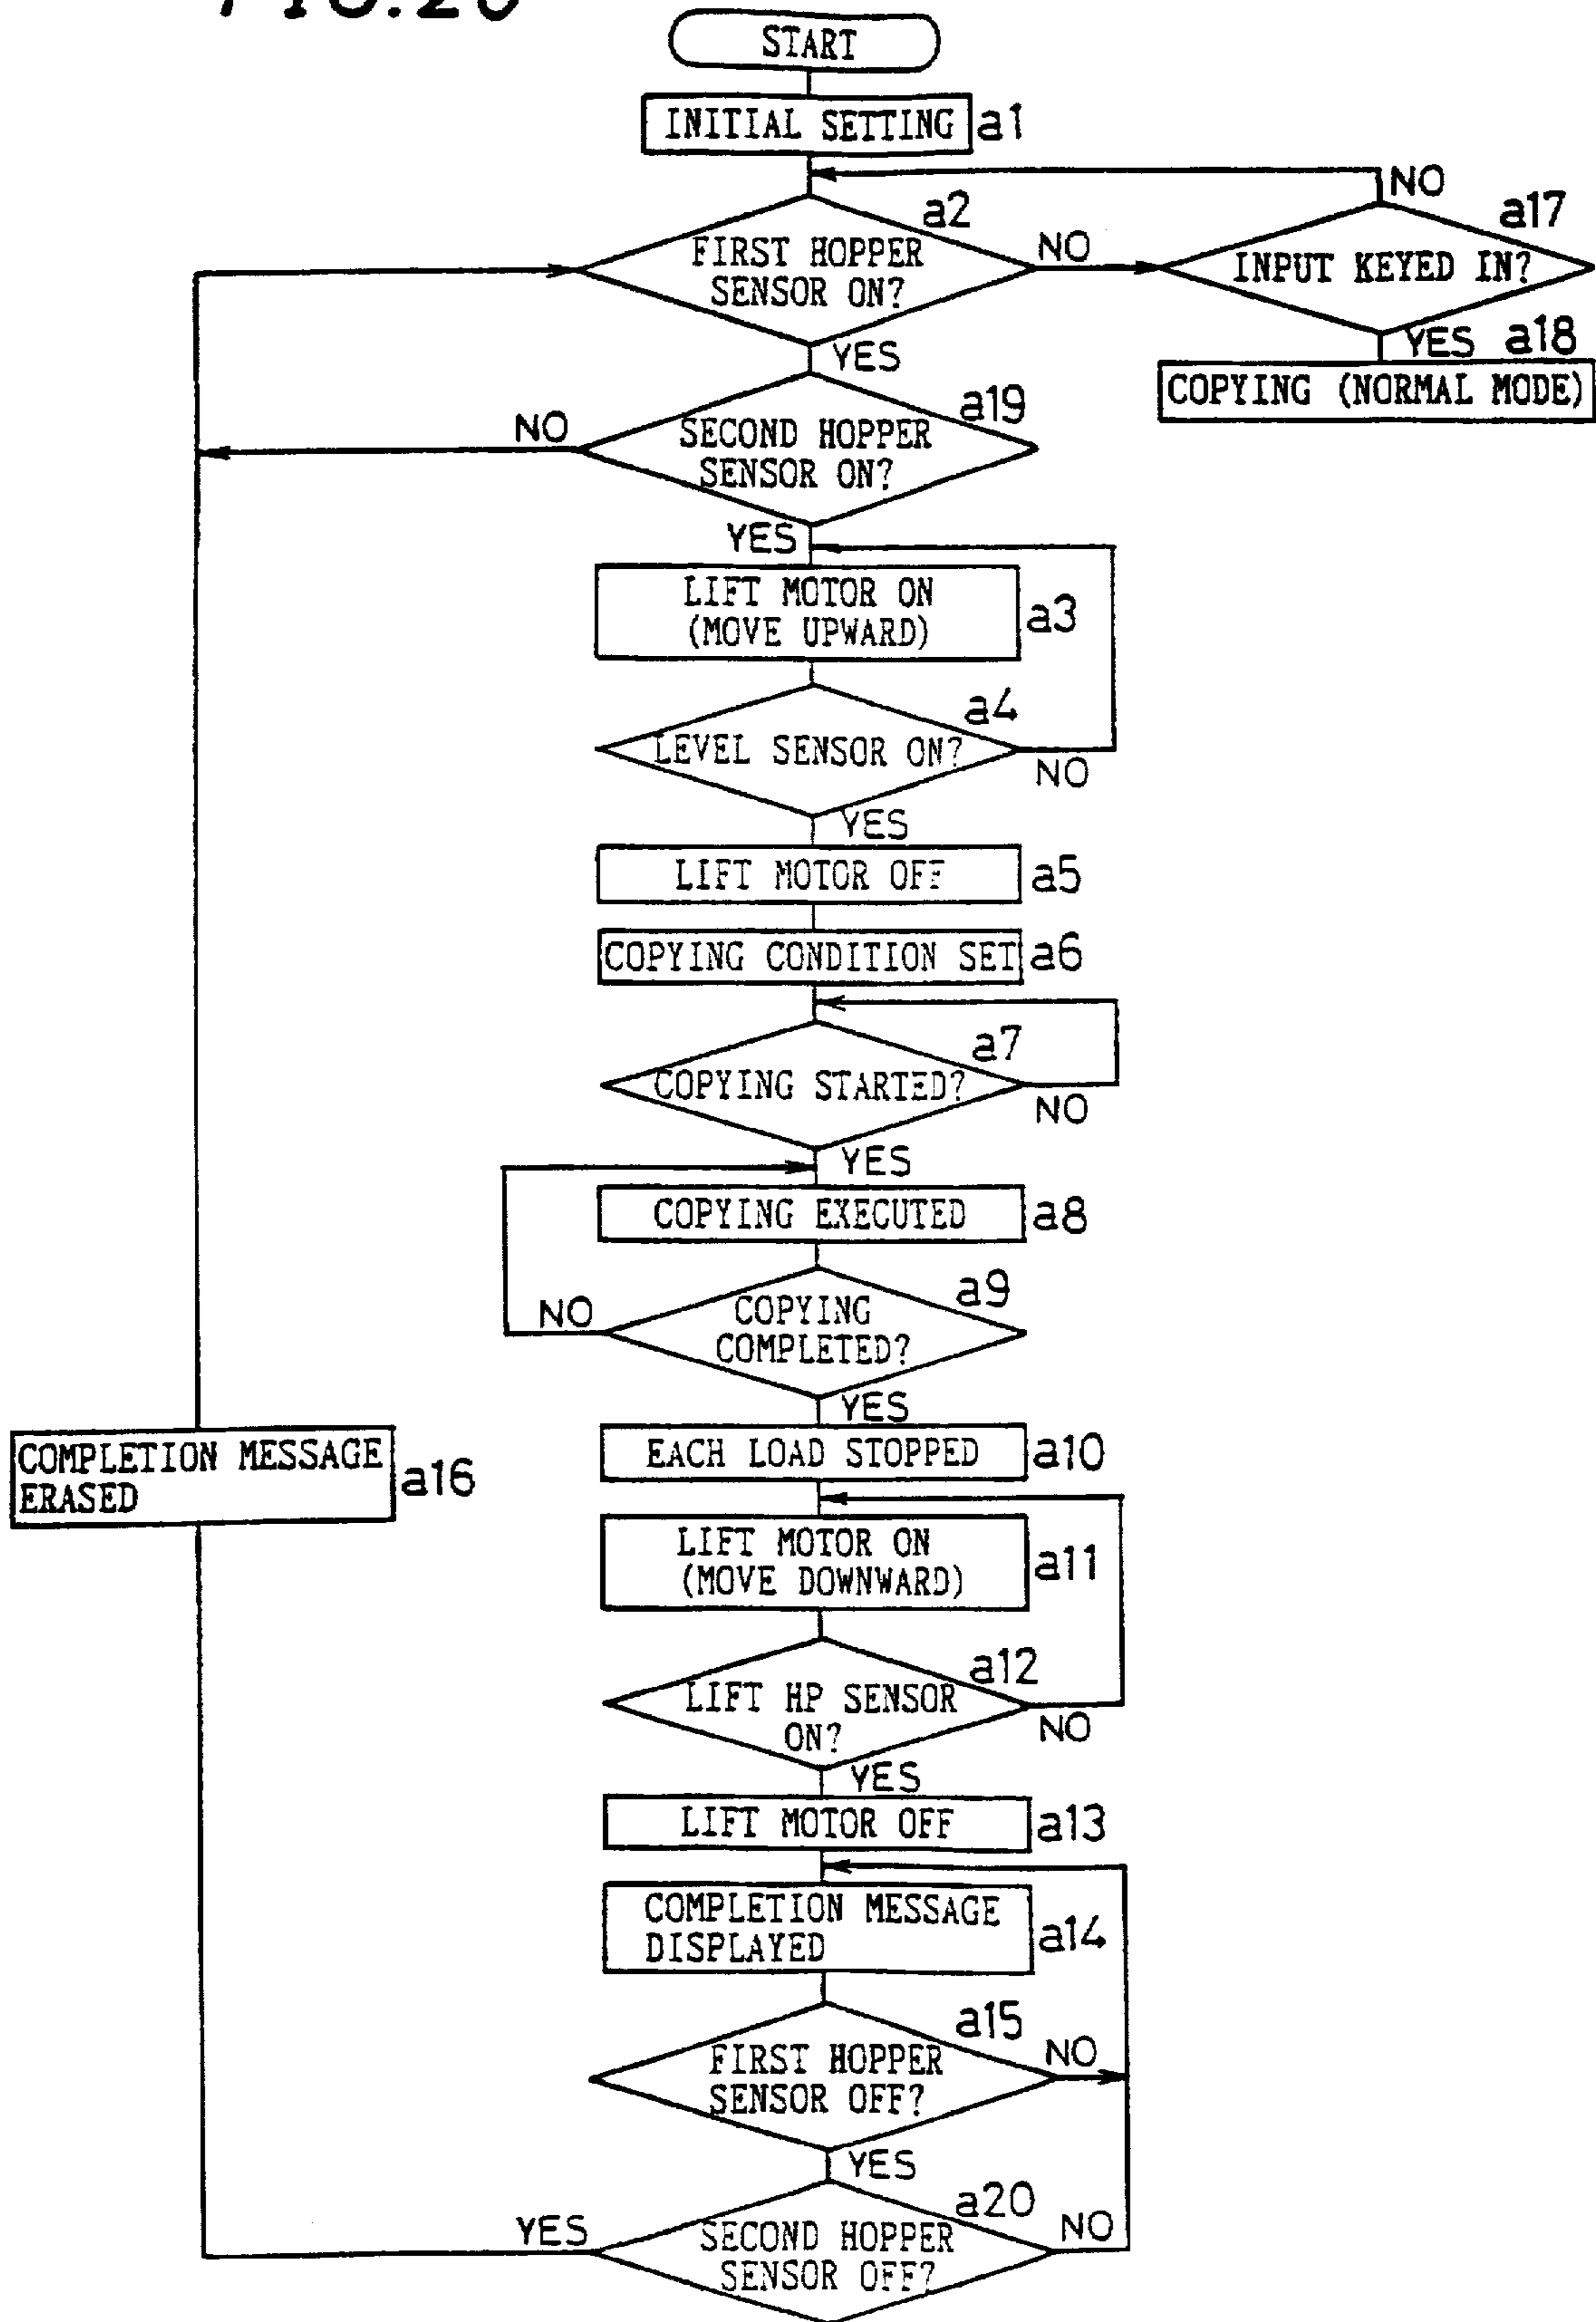 START
INITIAL SETTING a1
NO
a2
a17
FIRST HOPPER
SENSOR ON?
NO
INPUT KEYED IN?
YES
YES a18
COPYING (NORMAL MODE)
a19
NO
SECOND HOPPER
SENSOR ON?
YES
LIFT MOTOR ON
(MOVE UPWARD)
a3
a4
LEVEL SENSOR ON?
NO
YES
LIFT MOTOR OFF a5
COPYING CONDITION SET a6
a7
COPYING STARTED?
NO
YES
COPYING EXECUTED a8
a9
NO
COPYING
COMPLETED?
YES
EACH LOAD STOPPED a10
COMPLETION MESSAGE
ERASED
a16
LIFT MOTOR ON
(MOVE DOWNWARD)
a11
a12
LIFT HP SENSOR
ON?
NO
YES
LIFT MOTOR OFF a13
COMPLETION MESSAGE
DISPLAYED
a14
a15
FIRST HOPPER
SENSOR OFF?
NO
YES
a20
YES
SECOND HOPPER
SENSOR OFF?
NO